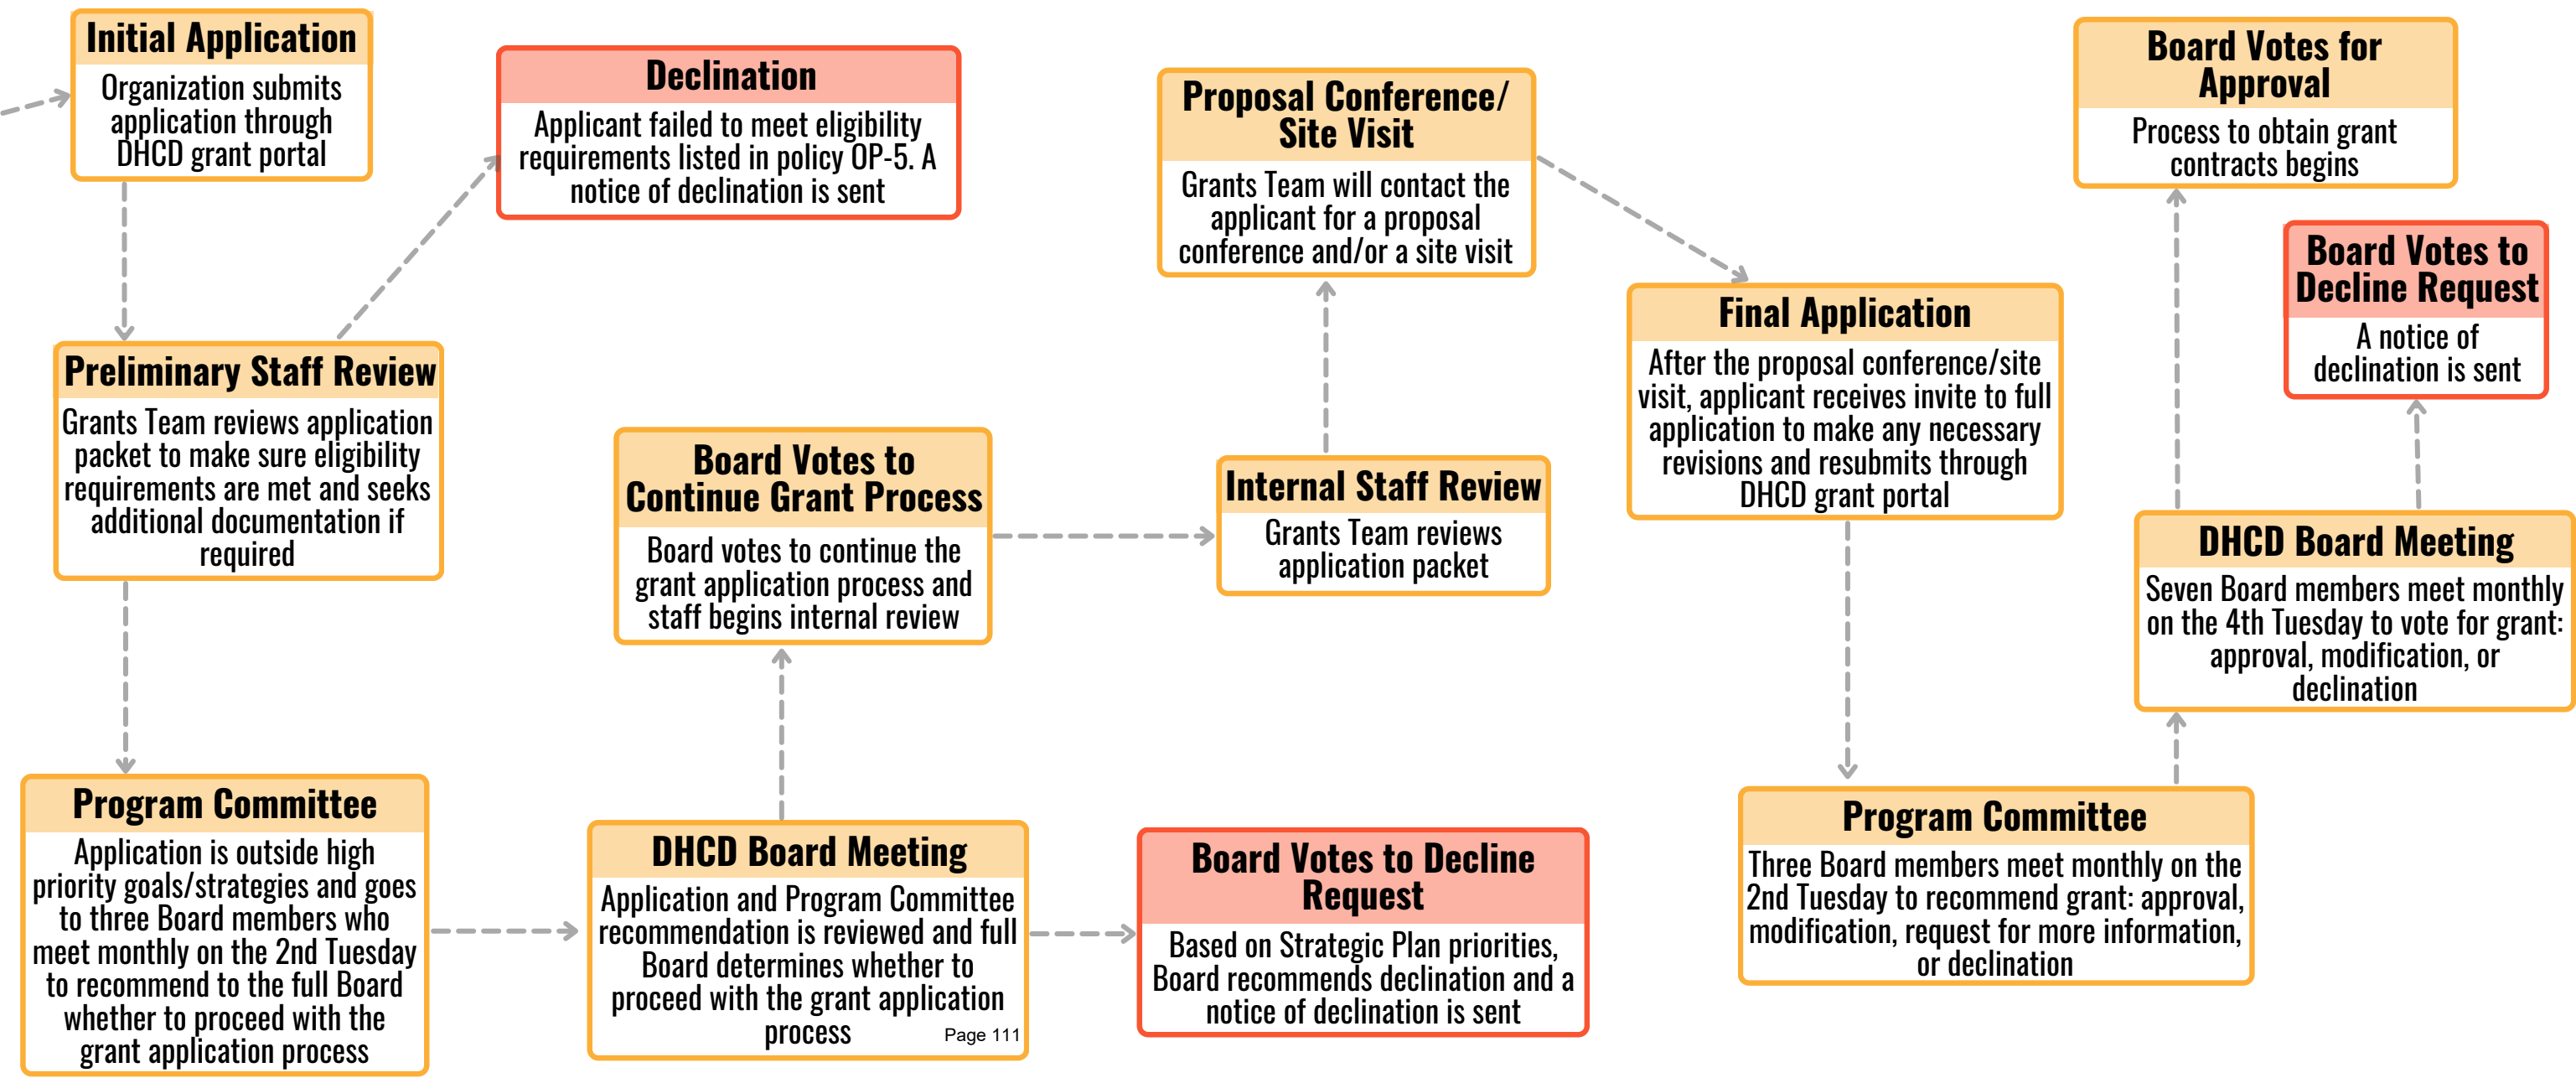 Initial Application
Organization submits
application through
DHCD grant portal
Declination
Applicant failed to meet eligibility
requirements listed in policy OP-5. A
notice of declination is sent
Preliminary Staff Review
Grants Team reviews application
packet to make sure eligibility
requirements are met and seeks
additional documentation if
required
Program Committee
Application is outside high
priority goals/strategies and goes
to three Board members who
meet monthly on the 2nd Tuesday
to recommend to the full Board
whether to proceed with the
grant application process
DHCD Board Meeting
Application and Program Committee
recommendation is reviewed and full
Board determines whether to
proceed with the grant application
process
Page 111
Board Votes to Decline
Request
Based on Strategic Plan priorities,
Board recommends declination and a
notice of declination is sent
Board Votes to
Continue Grant Process
Board votes to continue the
grant application process and
staff begins internal review
Internal Staff Review
Grants Team reviews
application packet
Proposal Conference/
Site Visit
Grants Team will contact the
applicant for a proposal
conference and/or a site visit
Final Application
After the proposal conference/site
visit, applicant receives invite to full
application to make any necessary
revisions and resubmits through
DHCD grant portal
Program Committee
Three Board members meet monthly on the
2nd Tuesday to recommend grant: approval,
modification, request for more information,
or declination
DHCD Board Meeting
Seven Board members meet monthly
on the 4th Tuesday to vote for grant:
approval, modification, or
declination
Board Votes for
Approval
Process to obtain grant
contracts begins
Board Votes to
Decline Request
A notice of
declination is sent